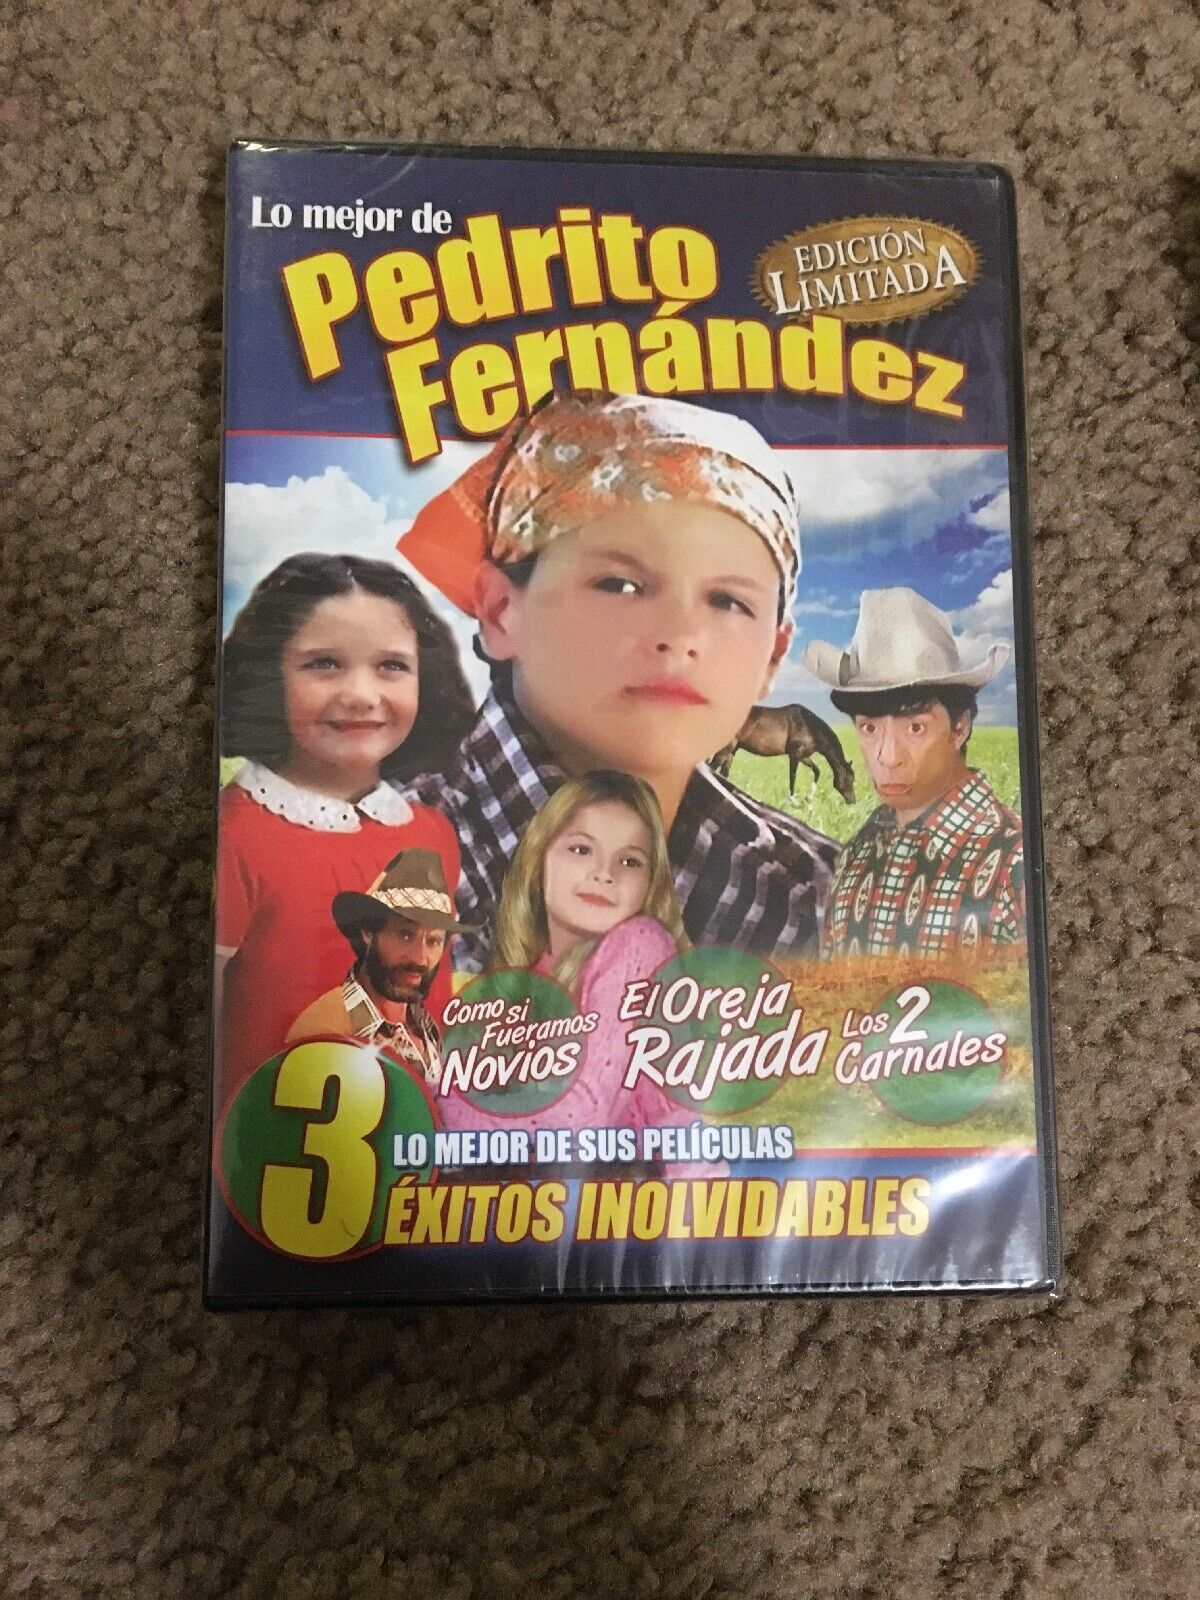 Lo mejor de
Pedrito
Fernández
EDICIÓN
LIMITADA
Como si
Fueramos
Novios
El Oreja
Rajada
Los 2
Carnales
3
LO MEJOR DE SUS PELÍCULAS
ÉXITOS INOLVIDABLES